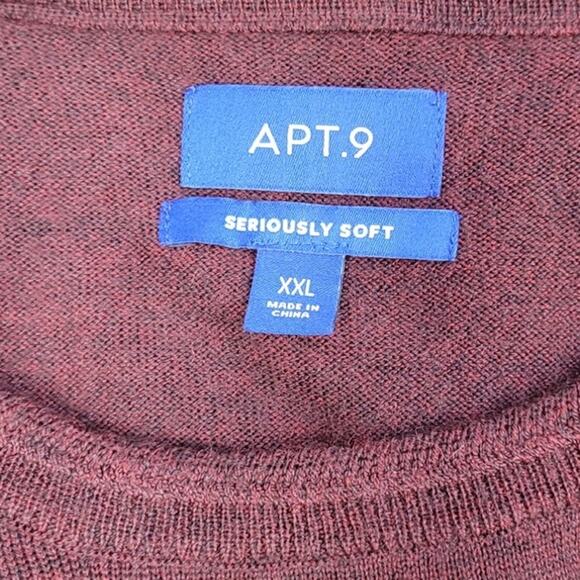 APT.9
SERIOUSLY SOFT
XXL
MADE IN
CHINA